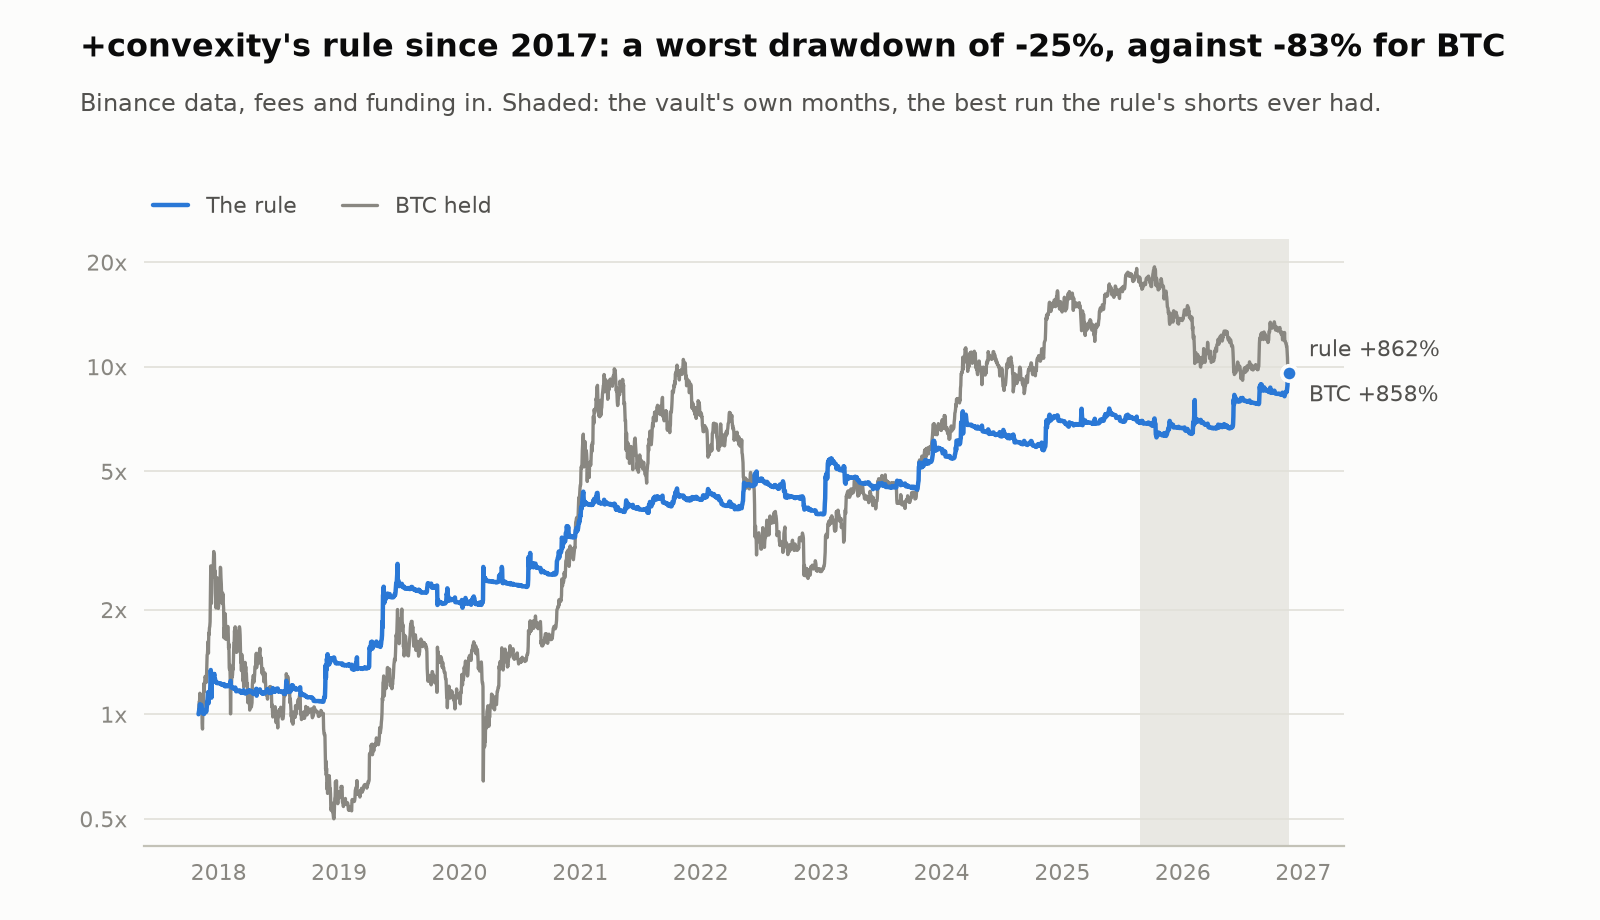 +convexity's rule since 2017: a worst drawdown of -25%, against -83% for BTC
Binance data, fees and funding in. Shaded: the vault's own months, the best run the rule's shorts ever had.
The rule
BTC held
20x
10x
5x
2x
1x
0.5x
rule +862%
BTC +858%
2018
2019
2020
2021
2022
2023
2024
2025
2026
2027